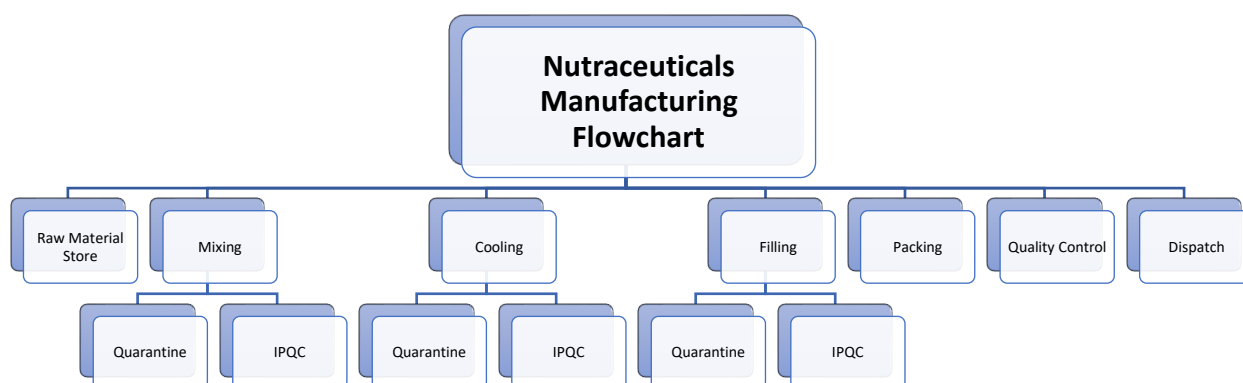 Nutraceuticals
Manufacturing
Flowchart
Raw Material
Store
Mixing
Cooling
Filling
Packing
Quality Control
Dispatch
Quarantine
IPQC
Quarantine
IPQC
Quarantine
IPQC